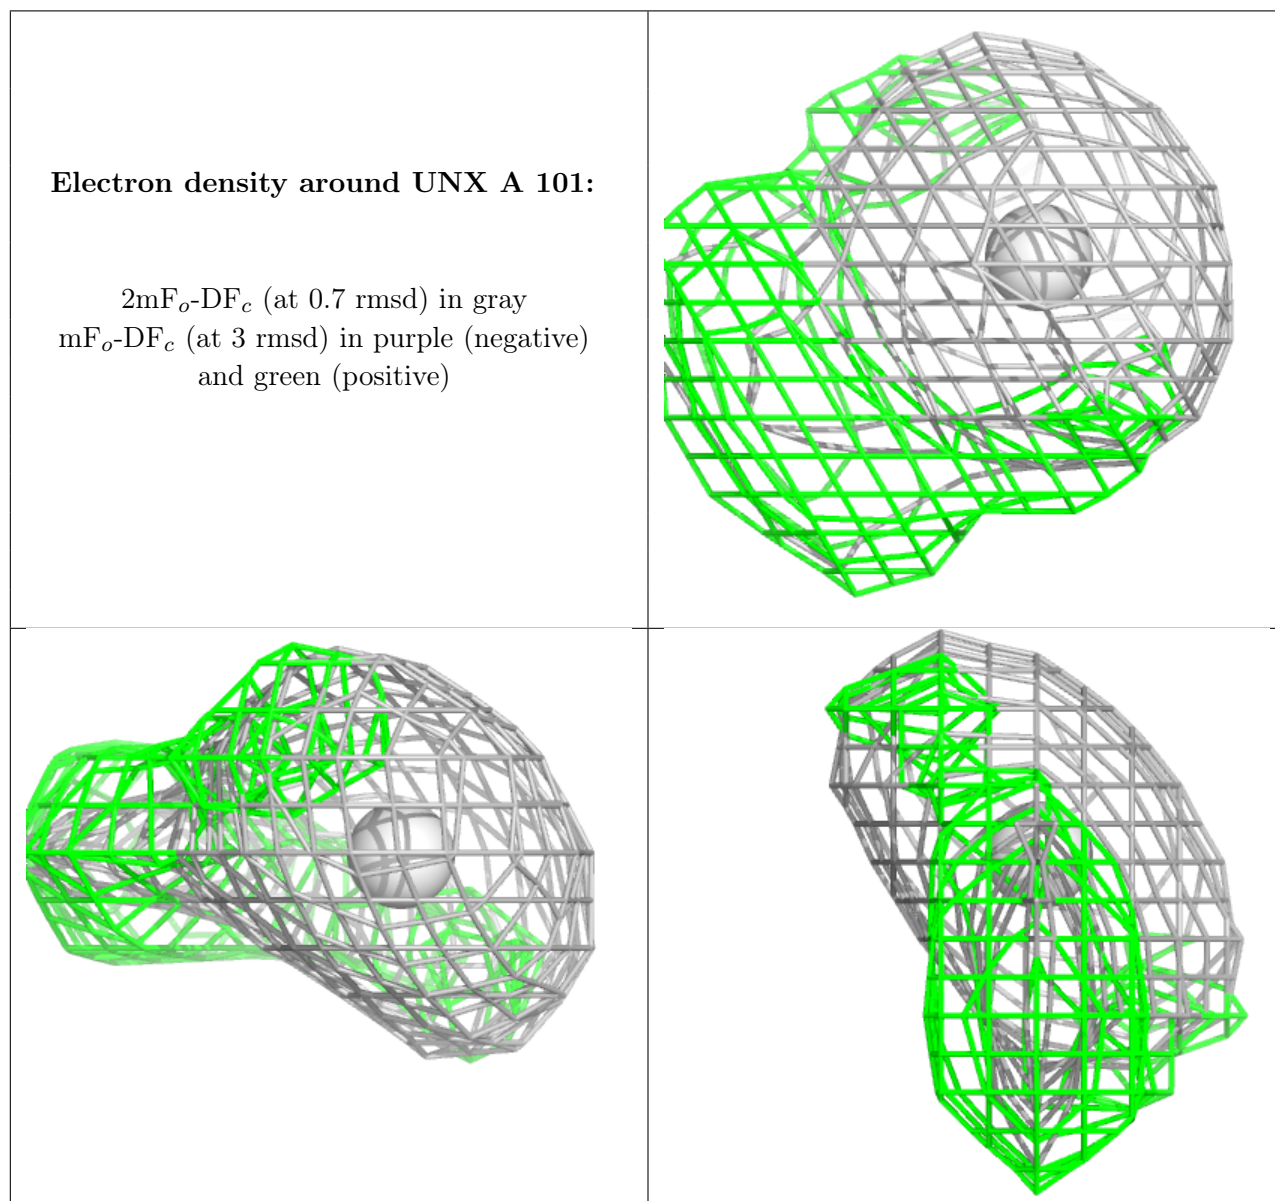 Electron density around UNX A 101:
2mFo-DFc (at 0.7 rmsd) in gray
mFo-DFc (at 3 rmsd) in purple (negative)
and green (positive)